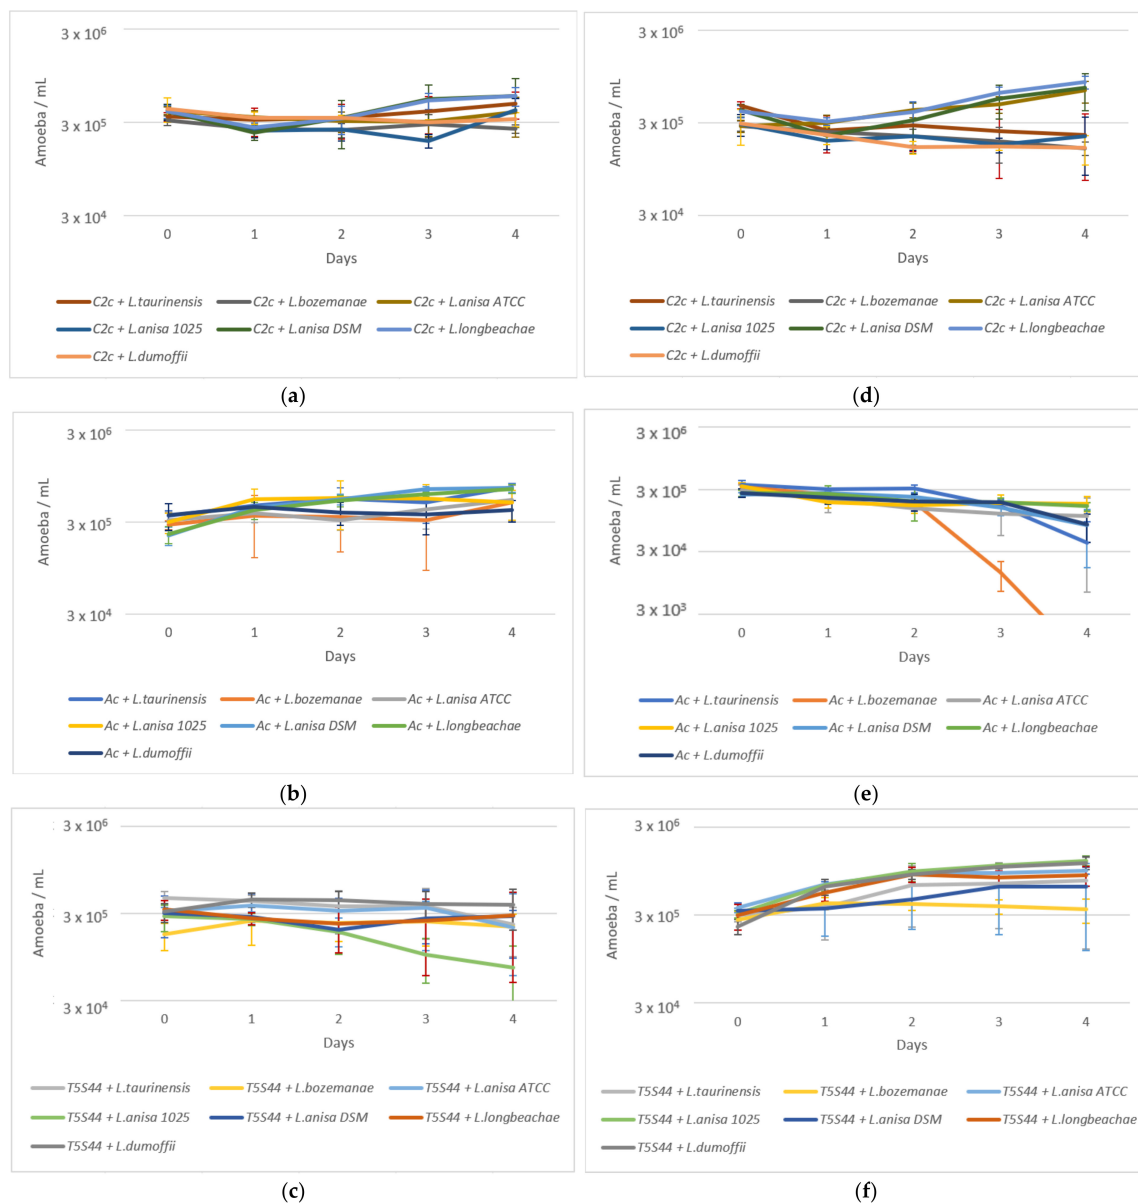 3 x 10⁶
3 x 10⁵
3 x 10⁴
Amoeba / mL
0 1 2 3 4
Days
C2c + L.taurinensis C2c + L.bozemanae C2c + L.anisa ATCC
C2c + L.anisa 1025 C2c + L.anisa DSM C2c + L.longbeachae
C2c + L.dumoffii
(a)
3 x 10⁶
3 x 10⁵
3 x 10⁴
Amoeba / mL
0 1 2 3 4
Days
C2c + L.taurinensis C2c + L.bozemanae C2c + L.anisa ATCC
C2c + L.anisa 1025 C2c + L.anisa DSM C2c + L.longbeachae
C2c + L.dumoffii
(d)
3 x 10⁶
3 x 10⁵
3 x 10⁴
Amoeba / mL
0 1 2 3 4
Days
Ac + L.taurinensis Ac + L.bozemanae Ac + L.anisa ATCC
Ac + L.anisa 1025 Ac + L.anisa DSM Ac + L.longbeachae
Ac + L.dumoffii
(b)
3 x 10⁶
3 x 10⁵
3 x 10⁴
3 x 10³
Amoeba / mL
0 1 2 3 4
Days
Ac + L.taurinensis Ac + L.bozemanae Ac + L.anisa ATCC
Ac + L.anisa 1025 Ac + L.anisa DSM Ac + L.longbeachae
Ac + L.dumoffii
(e)
3 x 10⁶
3 x 10⁵
3 x 10⁴
Amoeba / mL
0 1 2 3 4
Days
T5S44 + L.taurinensis T5S44 + L.bozemanae T5S44 + L.anisa ATCC
T5S44 + L.anisa 1025 T5S44 + L.anisa DSM T5S44 + L.longbeachae
T5S44 + L.dumoffii
(c)
3 x 10⁶
3 x 10⁵
3 x 10⁴
Amoeba / mL
0 1 2 3 4
Days
T5S44 + L.taurinensis T5S44 + L.bozemanae T5S44 + L.anisa ATCC
T5S44 + L.anisa 1025 T5S44 + L.anisa DSM T5S44 + L.longbeachae
T5S44 + L.dumoffii
(f)